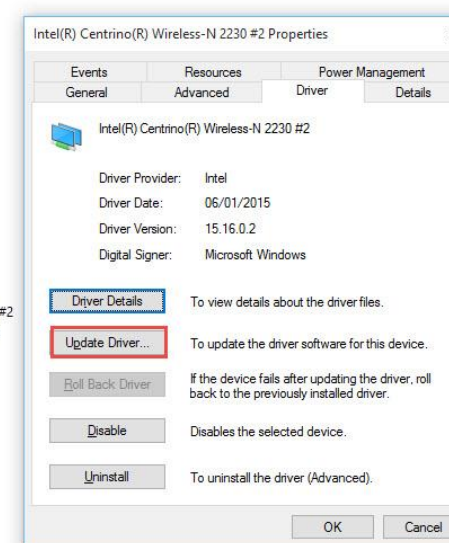 Intel(R) Centrino(R) Wireless-N 2230 #2 Properties
Events Resources Power Management
General Advanced Driver Details
Intel(R) Centrino(R) Wireless-N 2230 #2
Driver Provider: Intel
Driver Date: 06/01/2015
Driver Version: 15.16.0.2
Digital Signer: Microsoft Windows
#2
Driver Details To view details about the driver files.
Update Driver... To update the driver software for this device.
Roll Back Driver If the device fails after updating the driver, roll
back to the previously installed driver.
Disable Disables the selected device.
Uninstall To uninstall the driver (Advanced).
OK Cancel